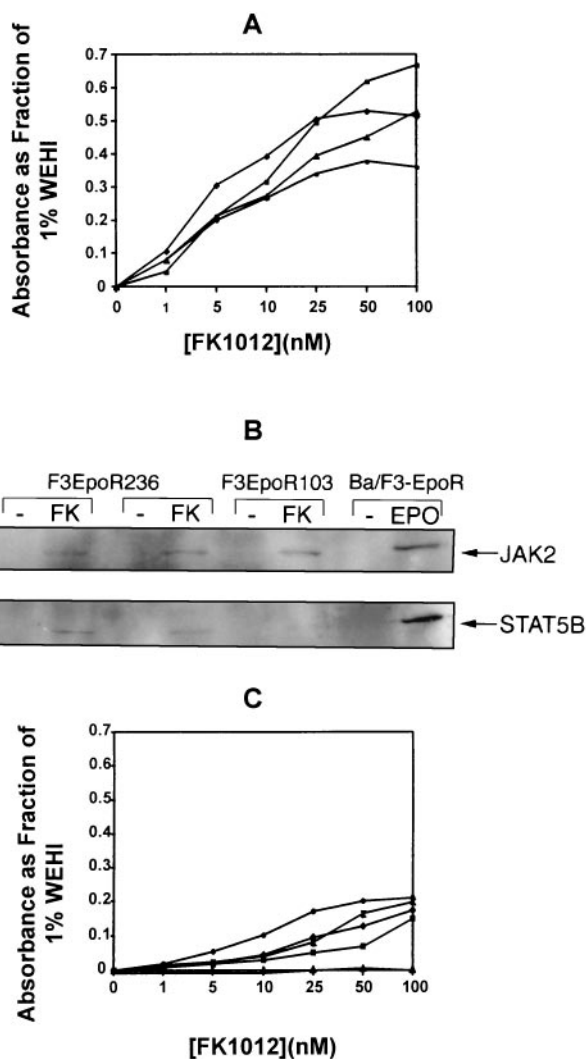 A
Absorbance as Fraction of
1% WEHI
0.7
0.6
0.5
0.4
0.3
0.2
0.1
0
0 1 5 10 25 50 100
[FK1012](nM)
B
F3EpoR236 F3EpoR103 Ba/F3-EpoR
- FK - FK - FK - EPO
JAK2
STAT5B
C
Absorbance as Fraction of
1% WEHI
0.7
0.6
0.5
0.4
0.3
0.2
0.1
0
0 1 5 10 25 50 100
[FK1012](nM)